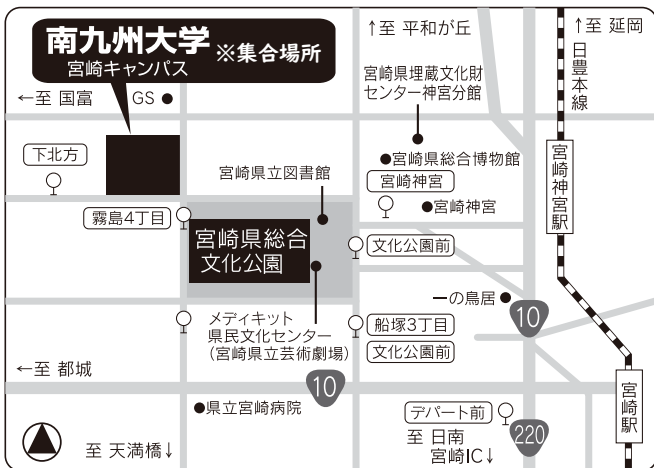 南九州大学 ※集合場所
宮崎キャンパス
↑至 平和が丘
↑至 延岡
日豊本線
←至 国富
GS
宮崎県埋蔵文化財
センター神宮分館
下北方
宮崎県総合博物館
宮崎県立図書館
宮崎神宮
宮崎神宮
宮崎神宮駅
霧島4丁目
宮崎県総合
文化公園
文化公園前
一の鳥居
10
メディキット
県民文化センター
(宮崎県立芸術劇場)
船塚3丁目
文化公園前
←至 都城
10
県立宮崎病院
デパート前
宮崎駅
至 天満橋↓
至 日南
宮崎IC↓
220